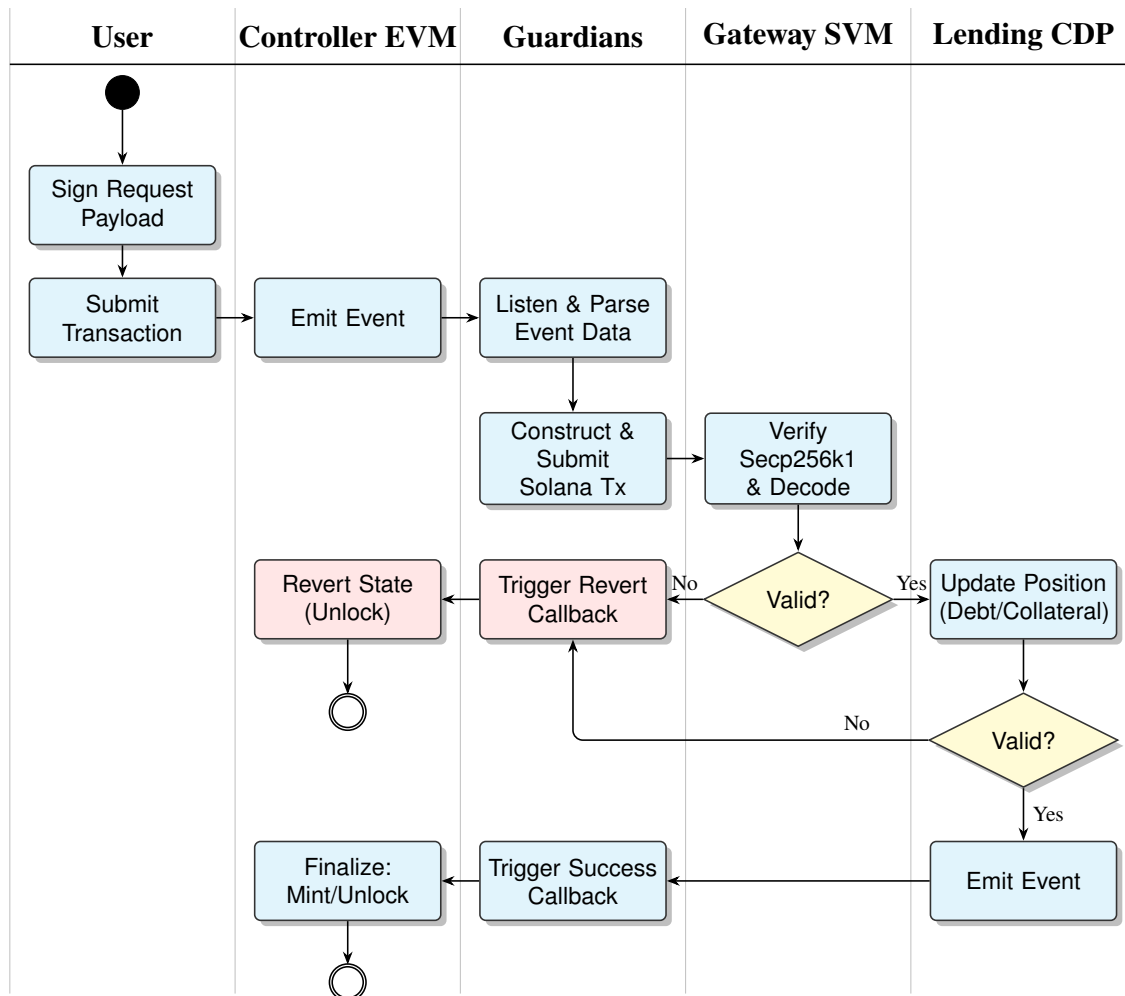 User
Controller EVM
Guardians
Gateway SVM
Lending CDP
Sign Request
Payload
Submit
Transaction
Emit Event
Listen & Parse
Event Data
Construct &
Submit
Solana Tx
Verify
Secp256k1
& Decode
Revert State
(Unlock)
Trigger Revert
Callback
No
Valid?
Yes
Update Position
(Debt/Collateral)
No
Valid?
Yes
Finalize:
Mint/Unlock
Trigger Success
Callback
Emit Event